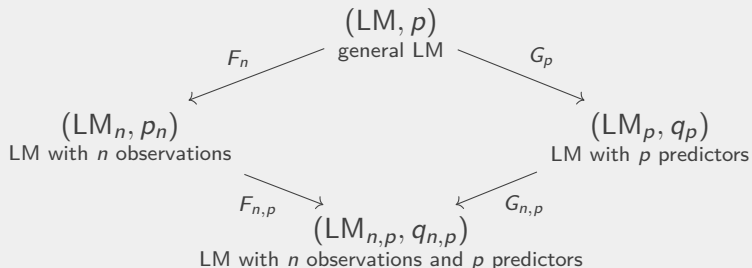 (LM, p)
general LM
F_n
G_p
(LM_n, p_n)
LM with n observations
(LM_p, q_p)
LM with p predictors
F_{n,p}
G_{n,p}
(LM_{n,p}, q_{n,p})
LM with n observations and p predictors